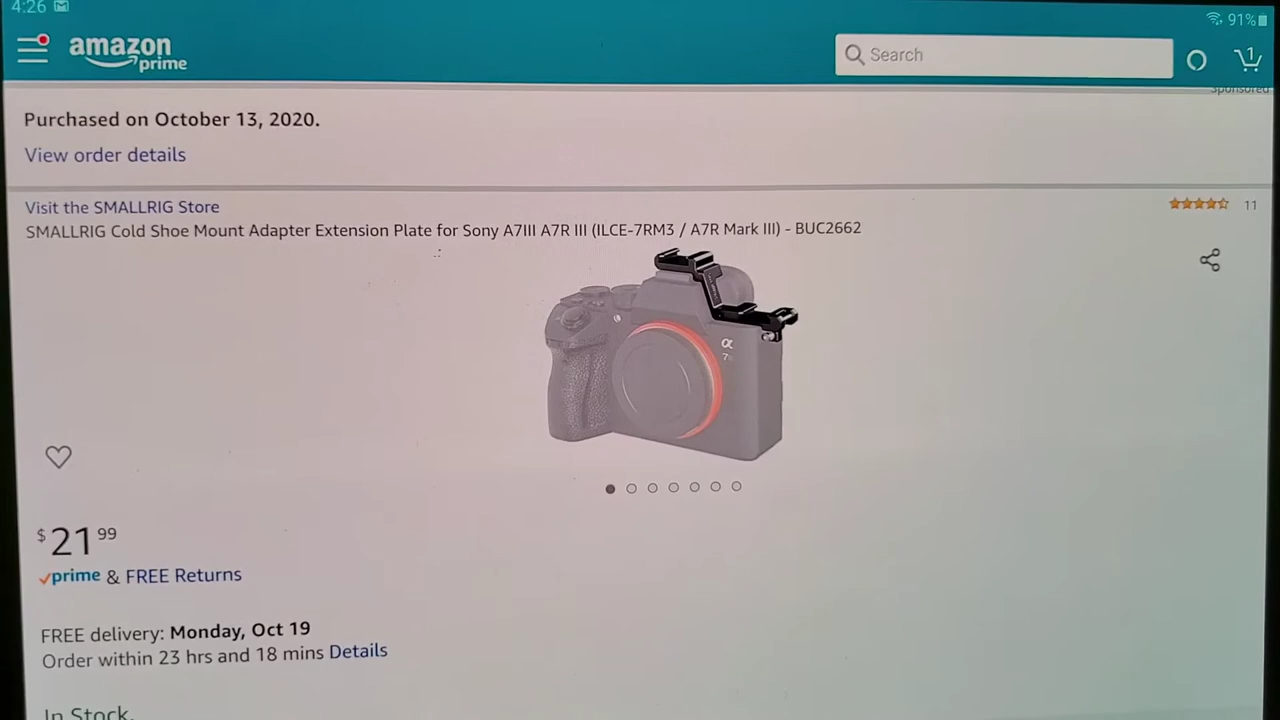 4:26
91%
amazon
prime
Search
1
Sponsored
Purchased on October 13, 2020.
View order details
Visit the SMALLRIG Store
11
SMALLRIG Cold Shoe Mount Adapter Extension Plate for Sony A7III A7R III (ILCE-7RM3 / A7R Mark III) - BUC2662
α
$21 99
prime & FREE Returns
FREE delivery: Monday, Oct 19
Order within 23 hrs and 18 mins Details
In Stock.